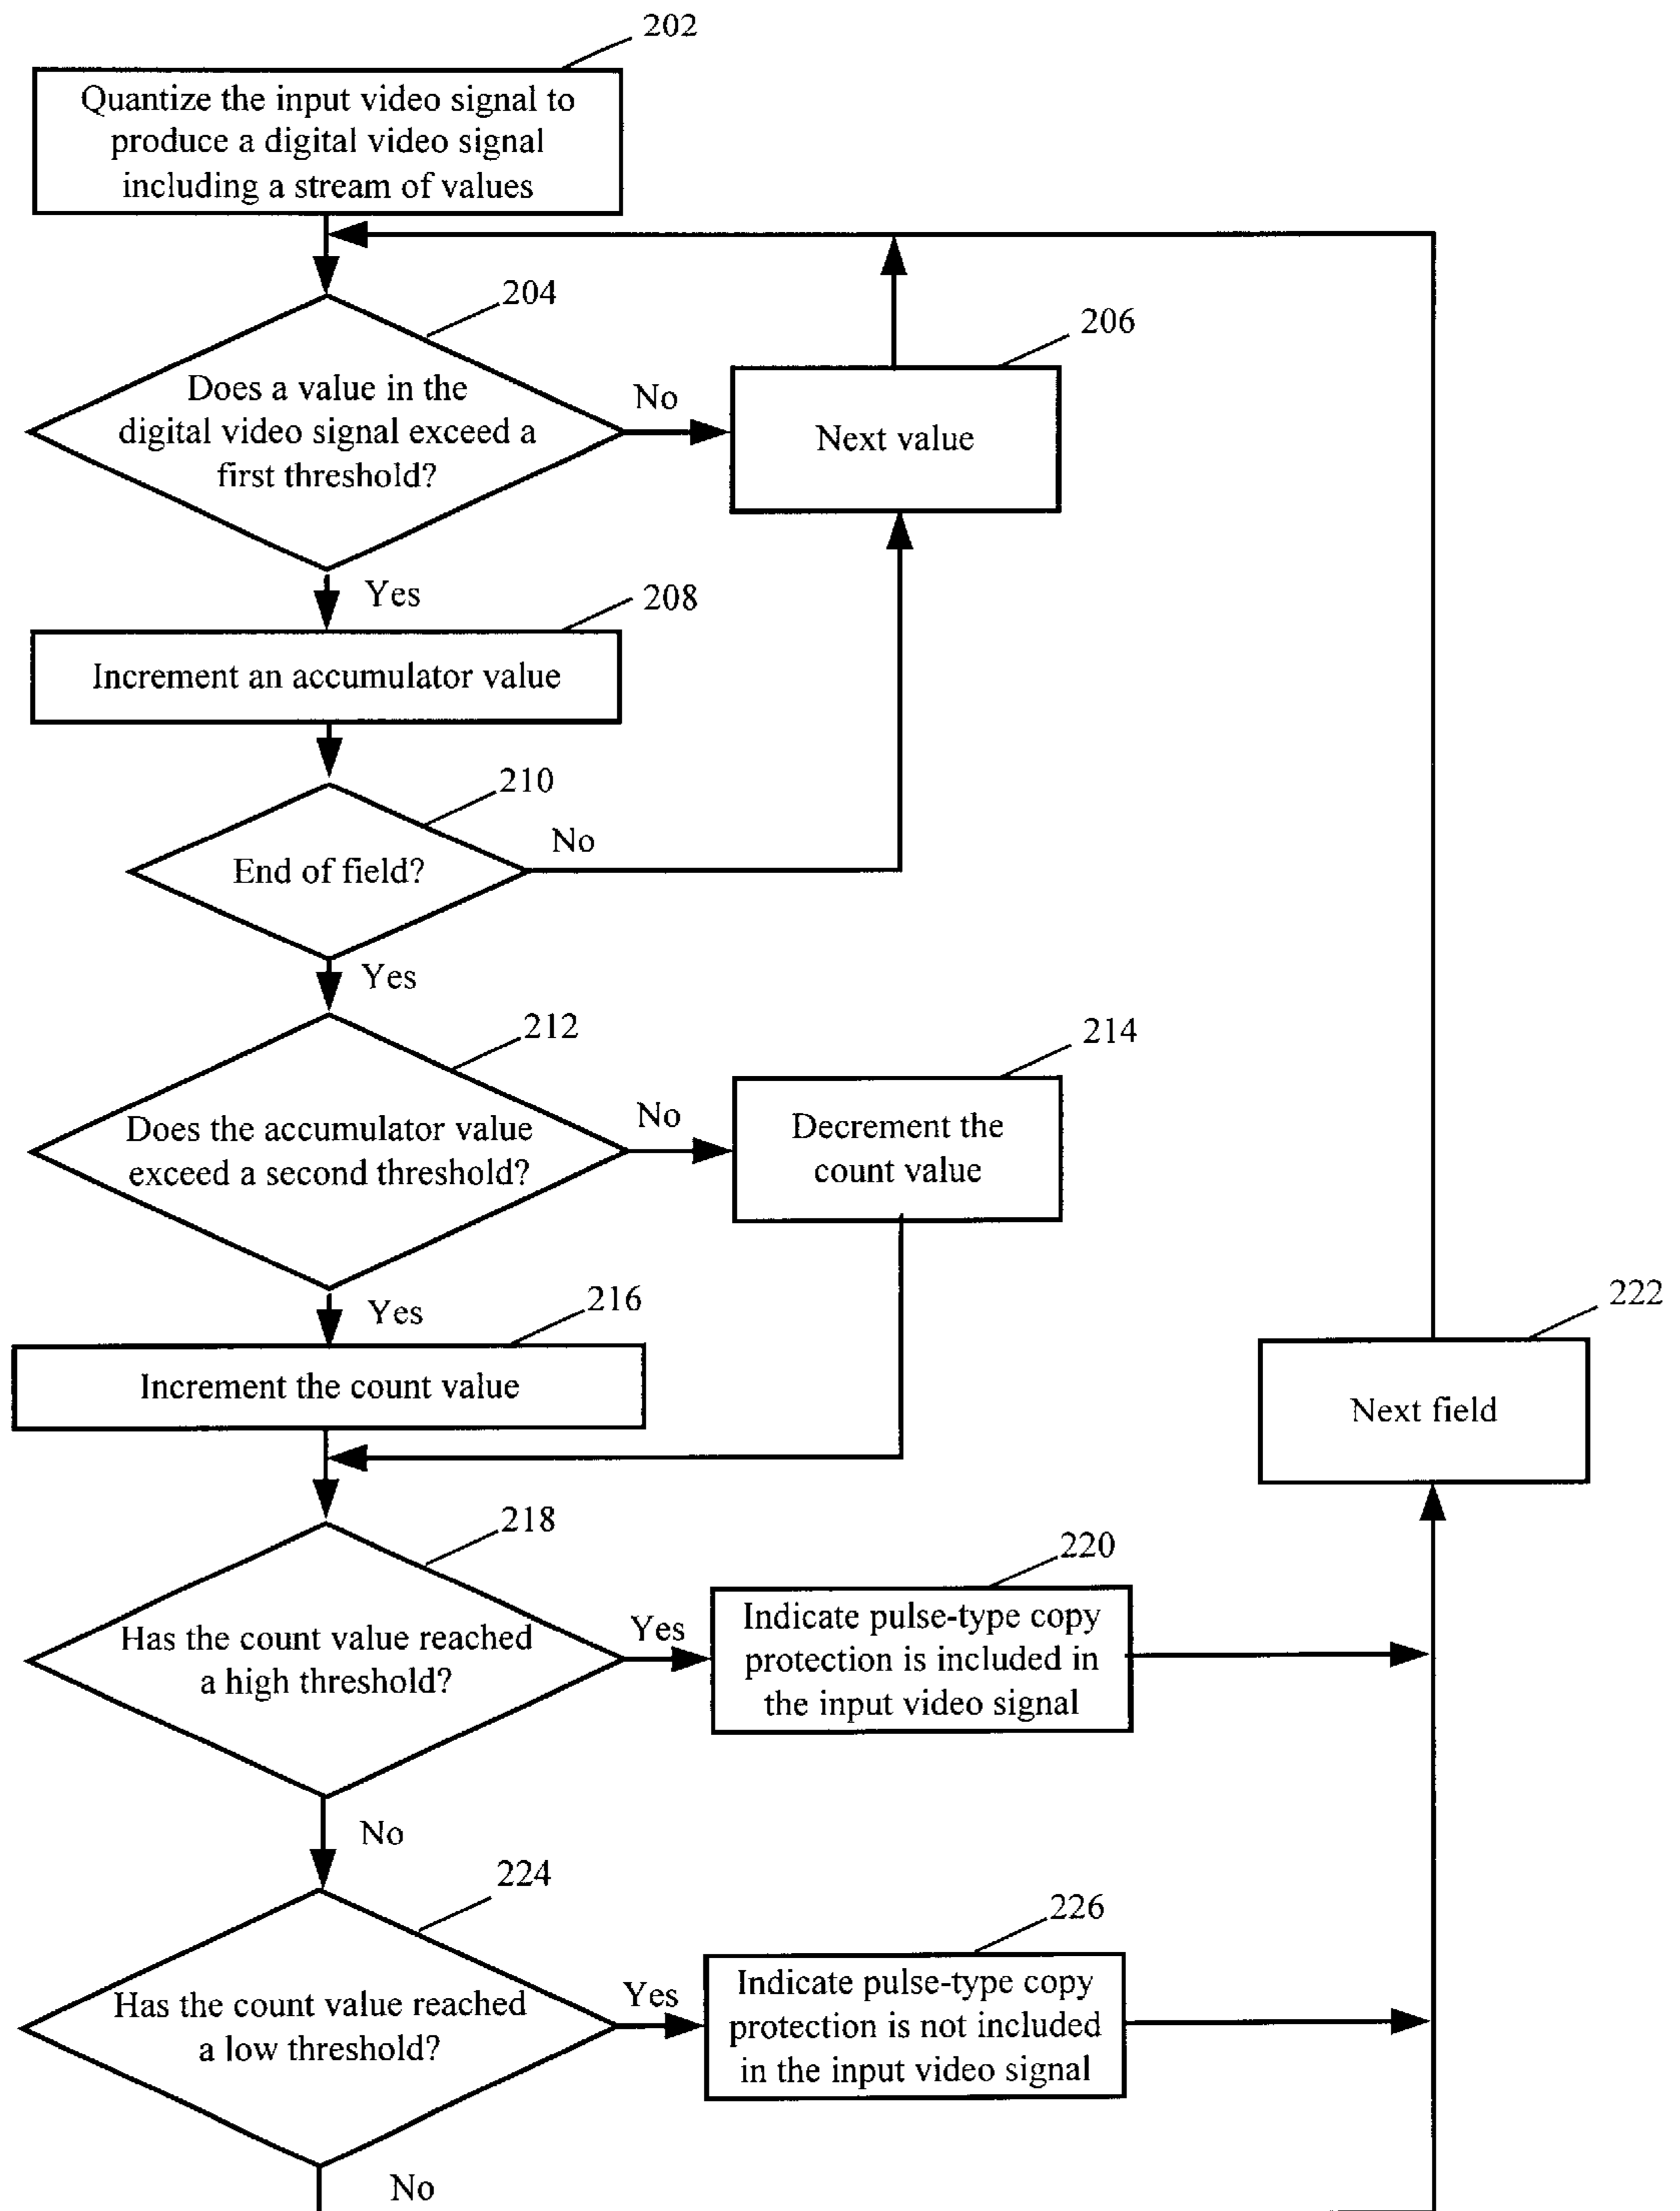 202
Quantize the input video signal to
produce a digital video signal
including a stream of values
204
Does a value in the
digital video signal exceed a
first threshold?
No
206
Next value
Yes
208
Increment an accumulator value
210
End of field?
No
Yes
212
Does the accumulator value
exceed a second threshold?
No
214
Decrement the
count value
Yes
216
Increment the count value
222
Next field
218
Has the count value reached
a high threshold?
Yes
220
Indicate pulse-type copy
protection is included in
the input video signal
No
224
Has the count value reached
a low threshold?
Yes
226
Indicate pulse-type copy
protection is not included
in the input video signal
No